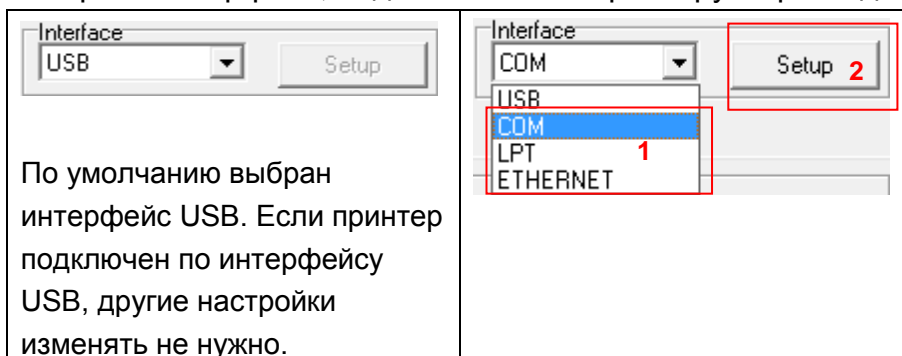 Interface
USB
Setup
По умолчанию выбран
интерфейс USB. Если принтер
подключен по интерфейсу
USB, другие настройки
изменять не нужно.
Interface
COM
Setup 2
USB
COM
LPT 1
ETHERNET